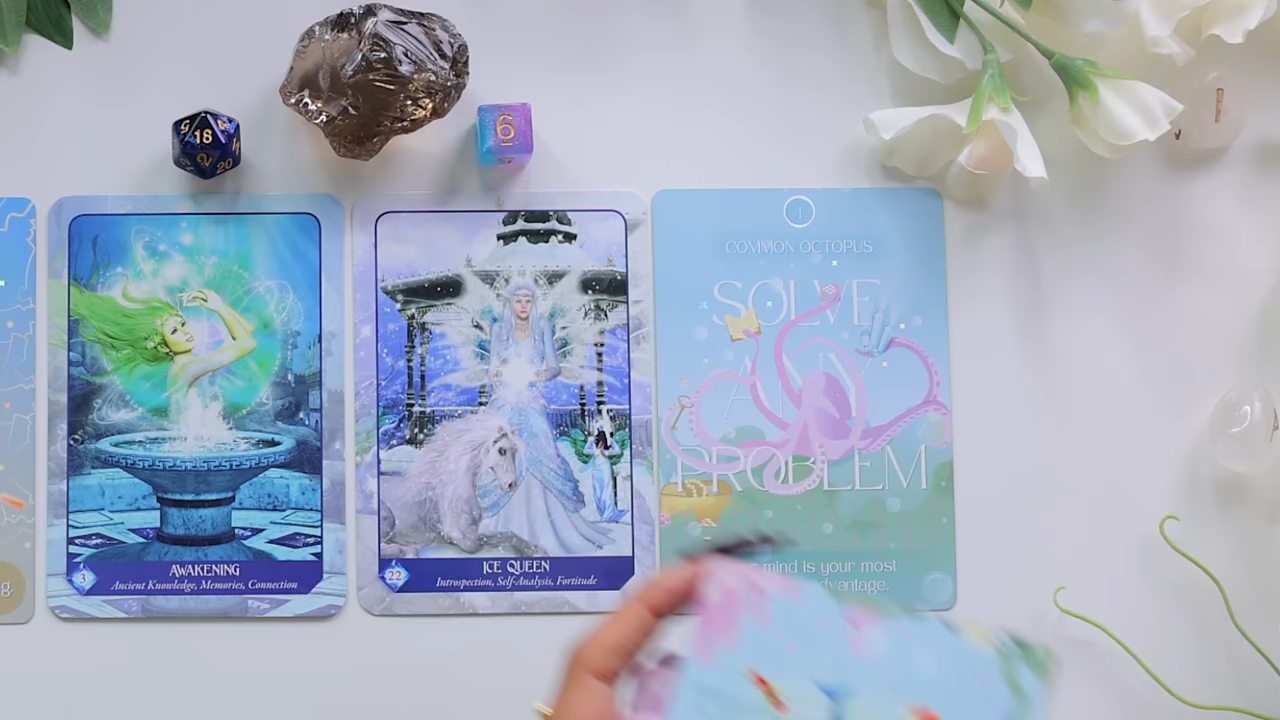 18
20
6
g.
AWAKENING
3
Ancient Knowledge, Memories, Connection
ICE QUEEN
22
Introspection, Self-Analysis, Fortitude
1
COMMON OCTOPUS
SOLVE
ANY
PROBLEM
mind is your most
advantage.